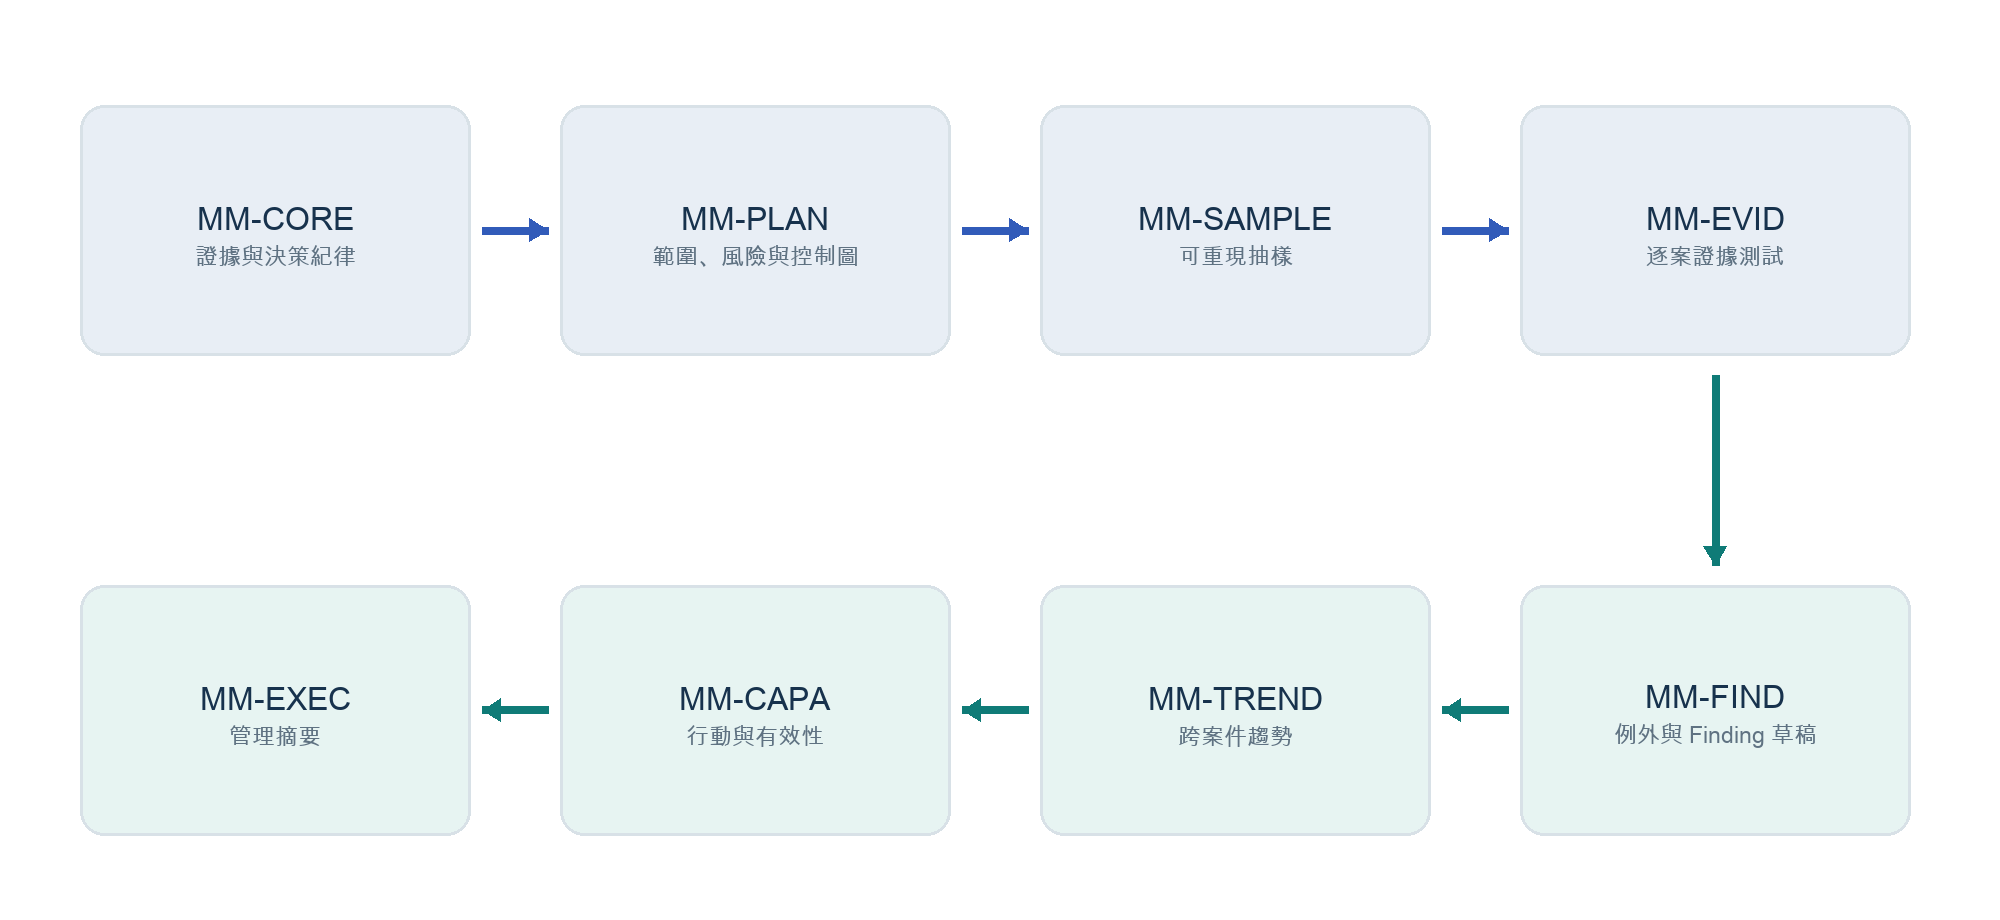 MM-CORE
證據與決策紀律
MM-PLAN
範圍、風險與控制圖
MM-SAMPLE
可重現抽樣
MM-EVID
逐案證據測試
MM-EXEC
管理摘要
MM-CAPA
行動與有效性
MM-TREND
跨案件趨勢
MM-FIND
例外與 Finding 草稿